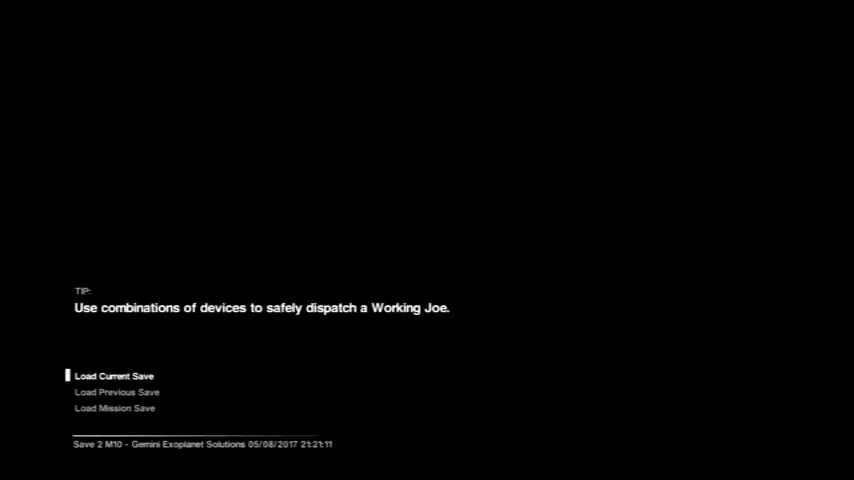 TIP:
Use combinations of devices to safely dispatch a Working Joe.
Load Current Save
Load Previous Save
Load Mission Save
Save 2 M10 - Gemini Exoplanet Solutions 05/08/2017 21:21:11